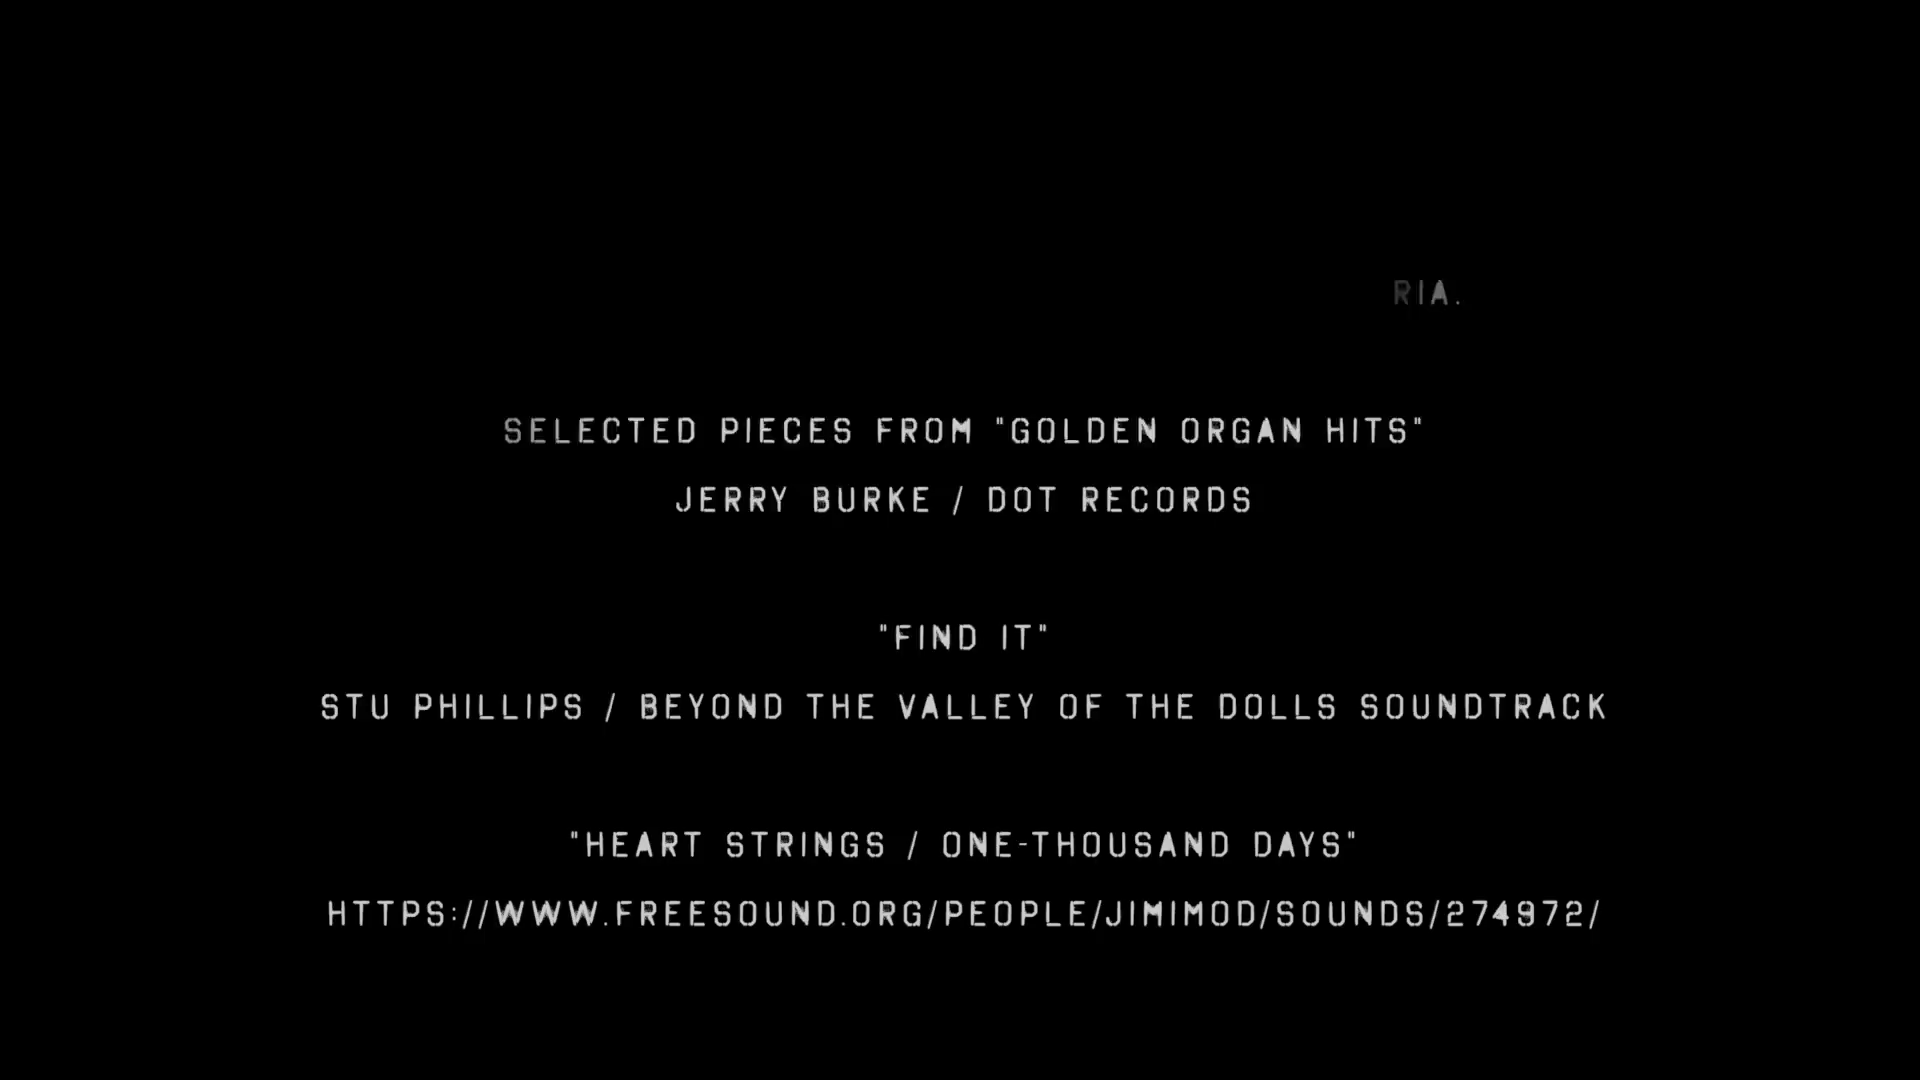 RIA.
SELECTED PIECES FROM "GOLDEN ORGAN HITS"
JERRY BURKE / DOT RECORDS
"FIND IT"
STU PHILLIPS / BEYOND THE VALLEY OF THE DOLLS SOUNDTRACK
"HEART STRINGS / ONE-THOUSAND DAYS"
HTTPS://WWW.FREESOUND.ORG/PEOPLE/JIMIMOD/SOUNDS/274972/